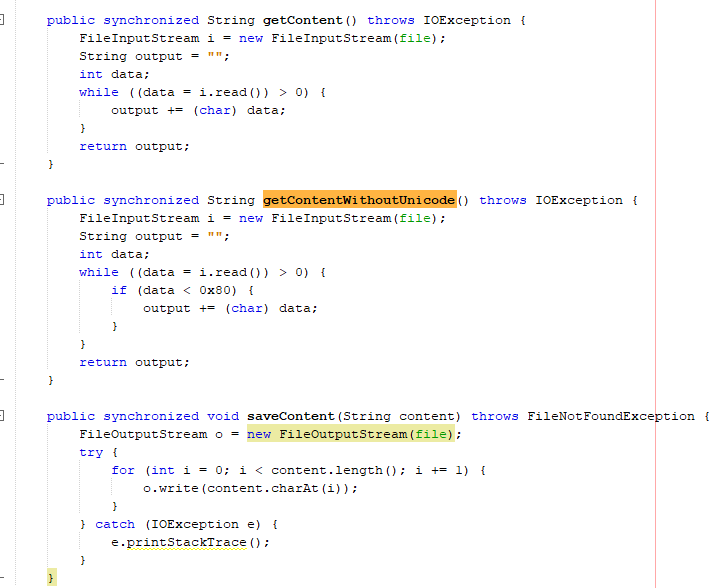 public synchronized String getContent() throws IOException {
FileInputStream i = new FileInputStream(file);
String output = "";
int data;
while ((data = i.read()) > 0) {
output += (char) data;
}
return output;
}
public synchronized String getContentWithoutUnicode() throws IOException {
FileInputStream i = new FileInputStream(file);
String output = "";
int data;
while ((data = i.read()) > 0) {
if (data < 0x80) {
output += (char) data;
}
}
return output;
}
public synchronized void saveContent(String content) throws FileNotFoundException {
FileOutputStream o = new FileOutputStream(file);
try {
for (int i = 0; i < content.length(); i += 1) {
o.write(content.charAt(i));
}
} catch (IOException e) {
e.printStackTrace();
}
}